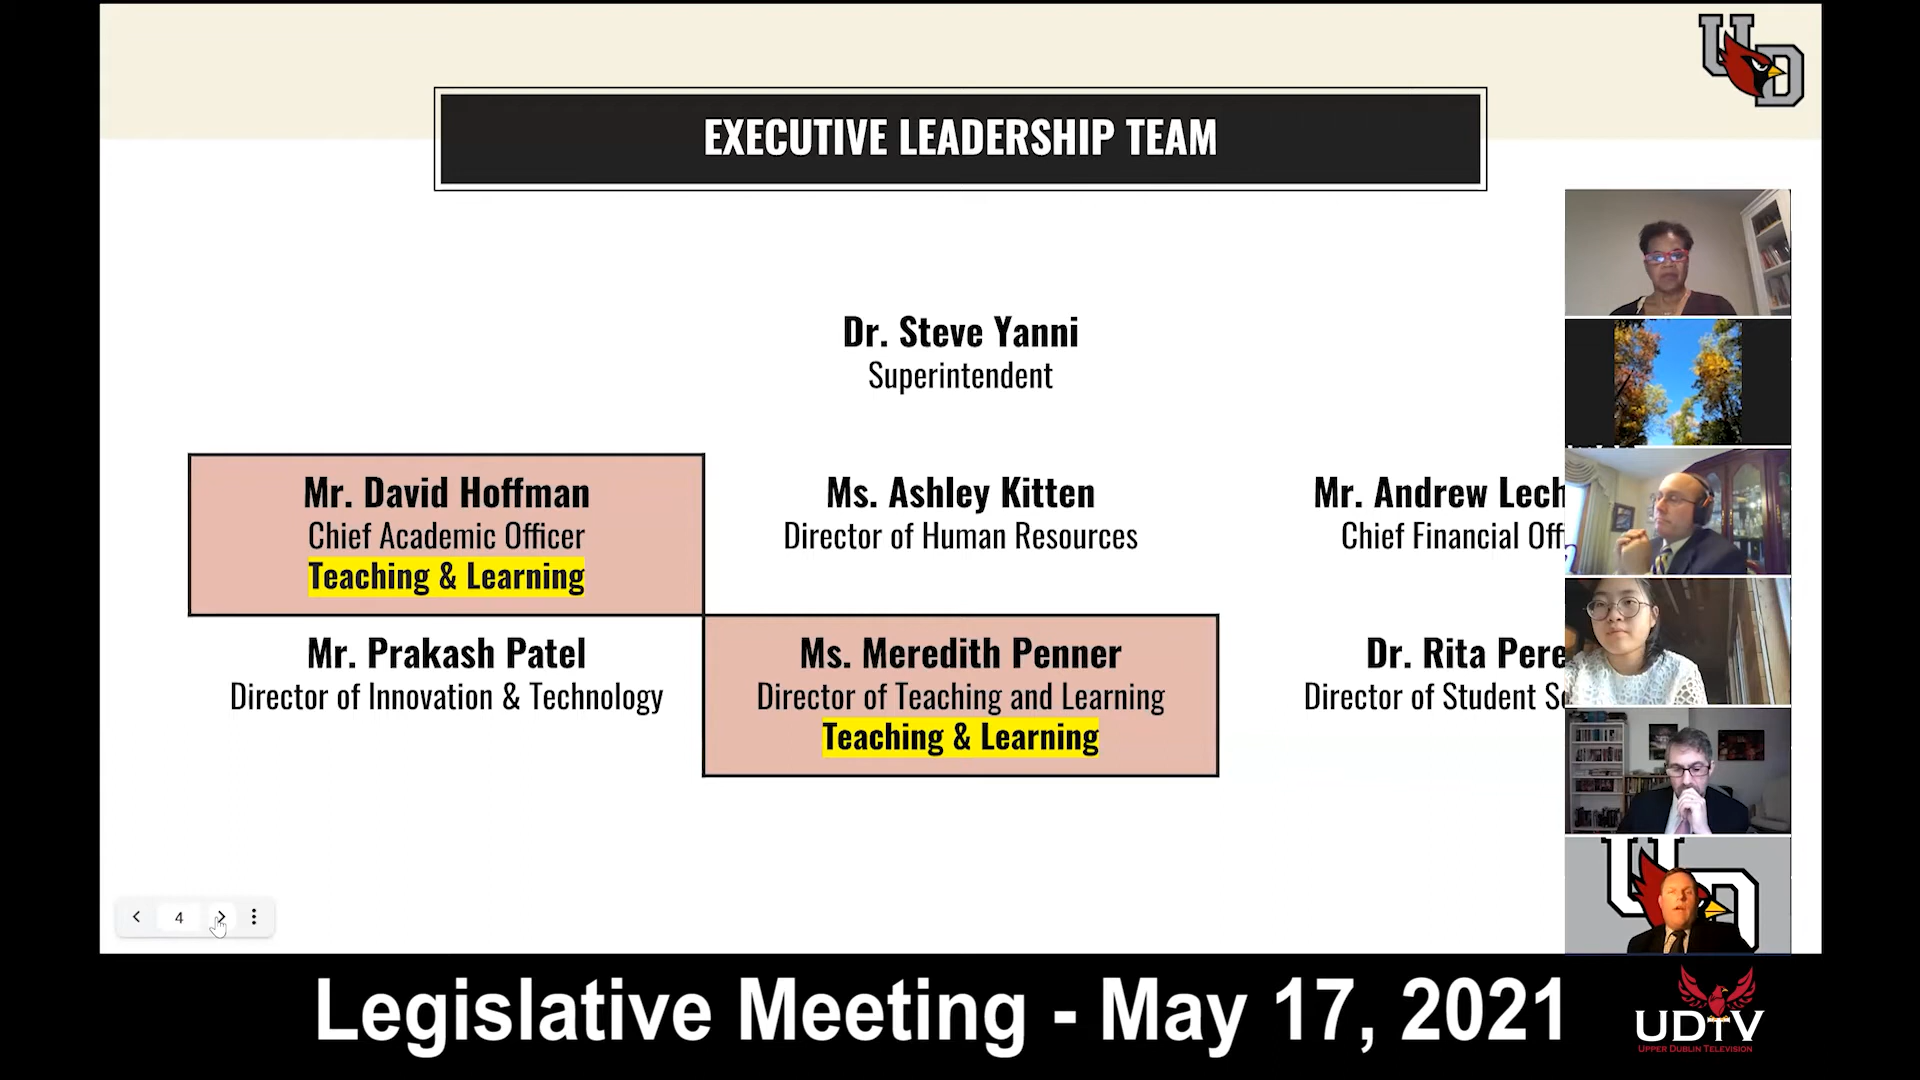 UD
EXECUTIVE LEADERSHIP TEAM
Dr. Steve Yanni
Superintendent
Mr. David Hoffman
Chief Academic Officer
Teaching & Learning
Ms. Ashley Kitten
Director of Human Resources
Mr. Andrew Lech
Chief Financial Off
Mr. Prakash Patel
Director of Innovation & Technology
Ms. Meredith Penner
Director of Teaching and Learning
Teaching & Learning
Dr. Rita Pere
Director of Student S
4
Legislative Meeting - May 17, 2021
UDTV
UPPER DUBLIN TELEVISION